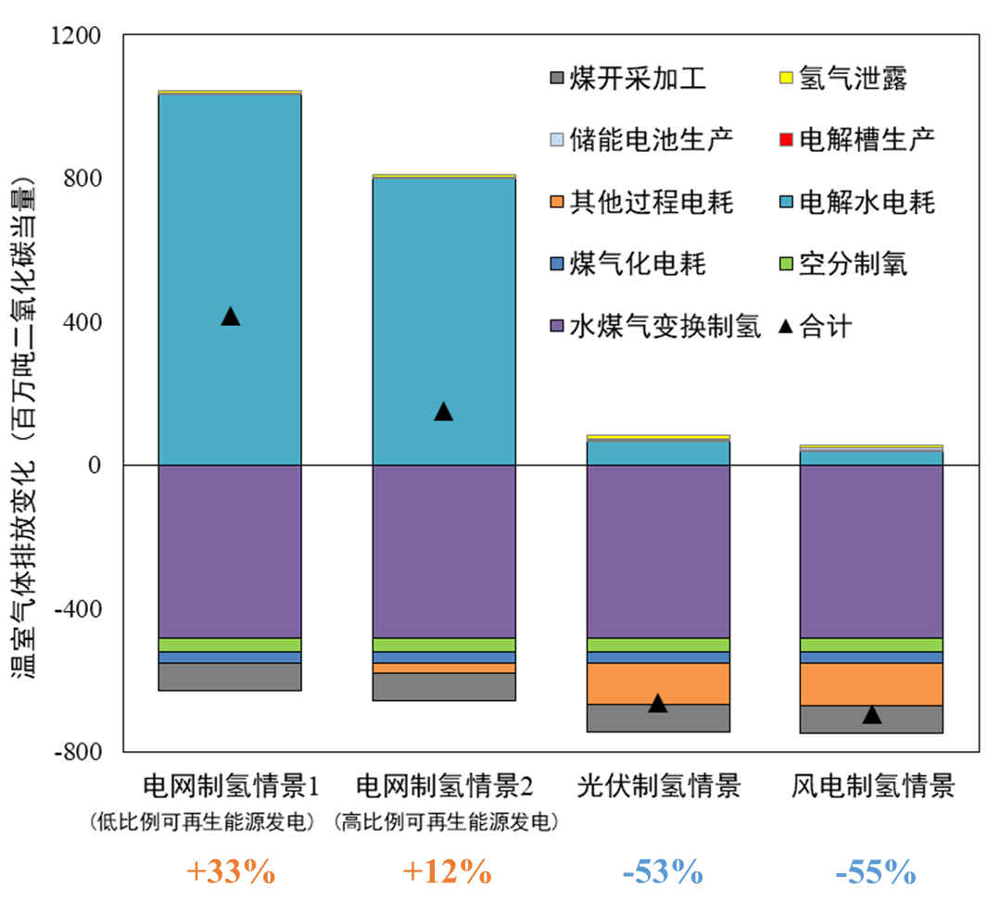 1200
800
400
0
-400
-800
温室气体排放变化（百万吨二氧化碳当量）
煤开采加工
氢气泄露
储能电池生产
电解槽生产
其他过程电耗
电解水电耗
煤气化电耗
空分制氧
水煤气变换制氢
合计
电网制氢情景1
电网制氢情景2
光伏制氢情景
风电制氢情景
（低比例可再生能源发电）
（高比例可再生能源发电）
+33%
+12%
-53%
-55%